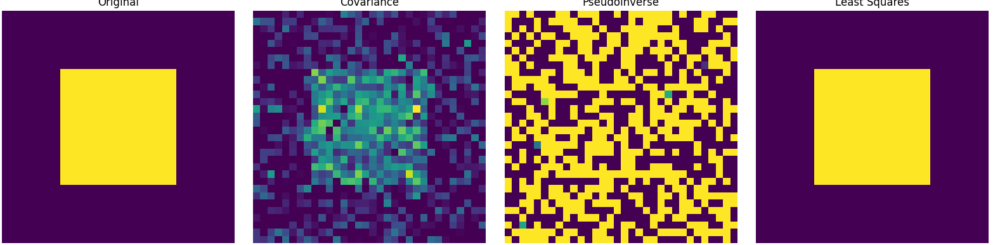 Original
Covariance
Pseudoinverse
Least Squares